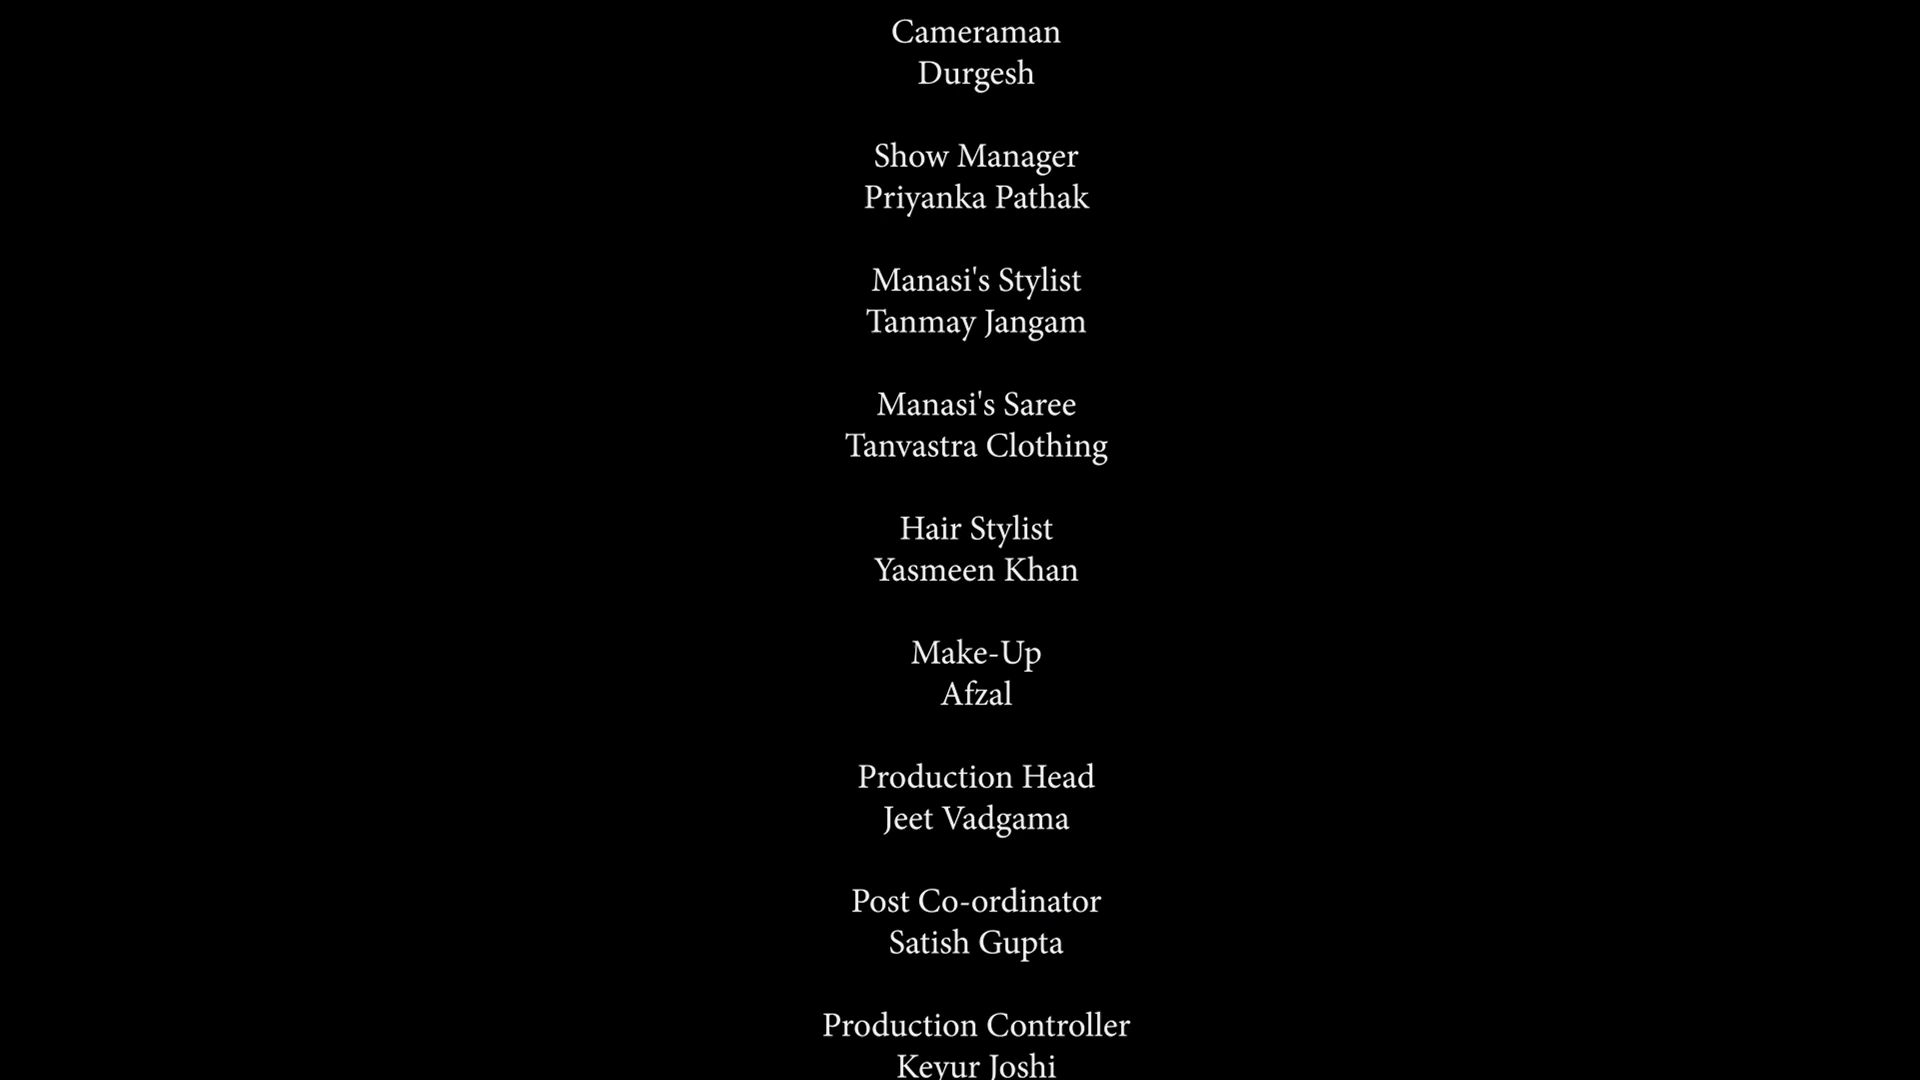 Cameraman
Durgesh
Show Manager
Priyanka Pathak
Manasi's Stylist
Tanmay Jangam
Manasi's Saree
Tanvastra Clothing
Hair Stylist
Yasmeen Khan
Make-Up
Afzal
Production Head
Jeet Vadgama
Post Co-ordinator
Satish Gupta
Production Controller
Keyur Joshi